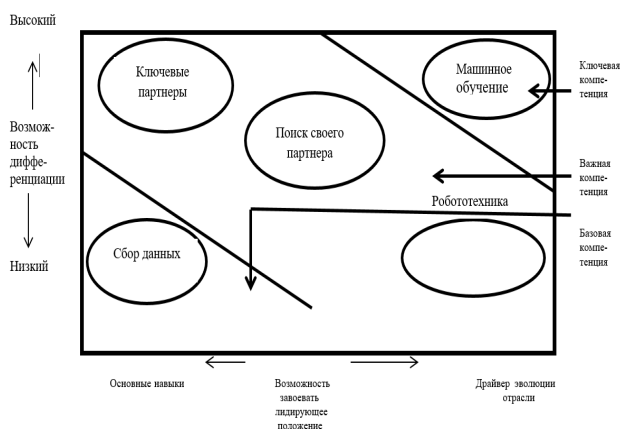 Высокий
Возмож-
ность
диффе-
ренциации
Низкий
Ключевые
партнеры
Поиск своего
партнера
Машинное
обучение
Сбор данных
Робототехника
Ключевая
компе-
тенция
Важная
компе-
тенция
Базовая
компе-
тенция
Основные навыки
Возможность
завоевать
лидирующее
положение
Драйвер эволюции
отрасли